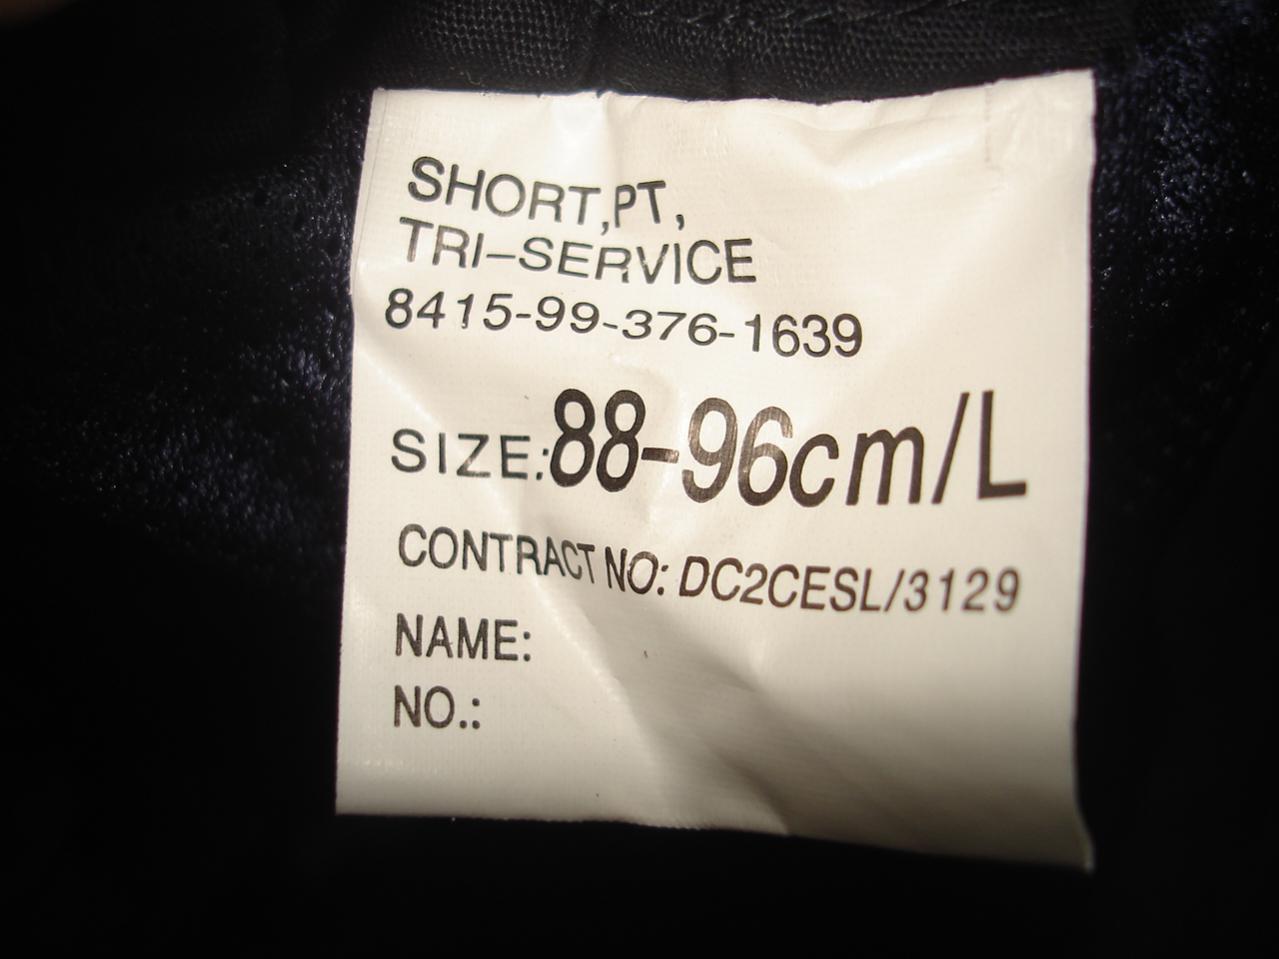 SHORT,PT,
TRI-SERVICE
8415-99-376-1639
SIZE:88-96cm/L
CONTRACT NO: DC2CESL/3129
NAME:
NO.: